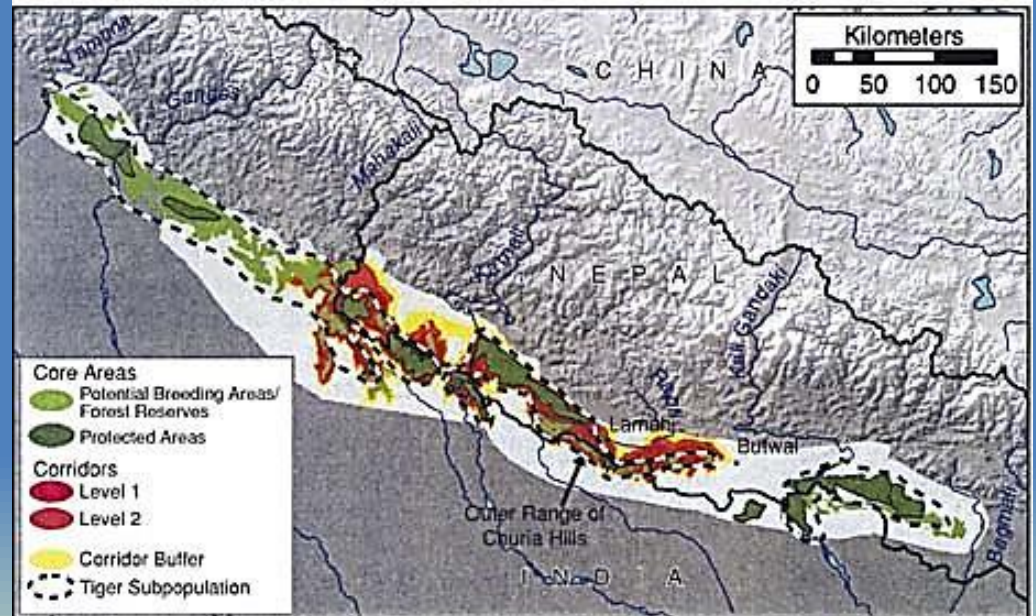 Kilometers
0 50 100 150
CHINA
Yamuna
Ganges
Mahakali
Karnali
NEPAL
Kali Gandaki
Rapti
Lamahi
Butwal
Bagmati
Outer Range of
Churia Hills
INDIA
Core Areas
Potential Breeding Areas/
Forest Reserves
Protected Areas
Corridors
Level 1
Level 2
Corridor Buffer
Tiger Subpopulation